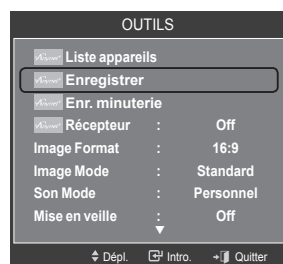 OUTILS
Liste appareils
Enregistrer
Enr. minuterie
Récepteur : Off
Image Format : 16:9
Image Mode : Standard
Son Mode : Personnel
Mise en veille : Off
Dépl. Intro. Quitter